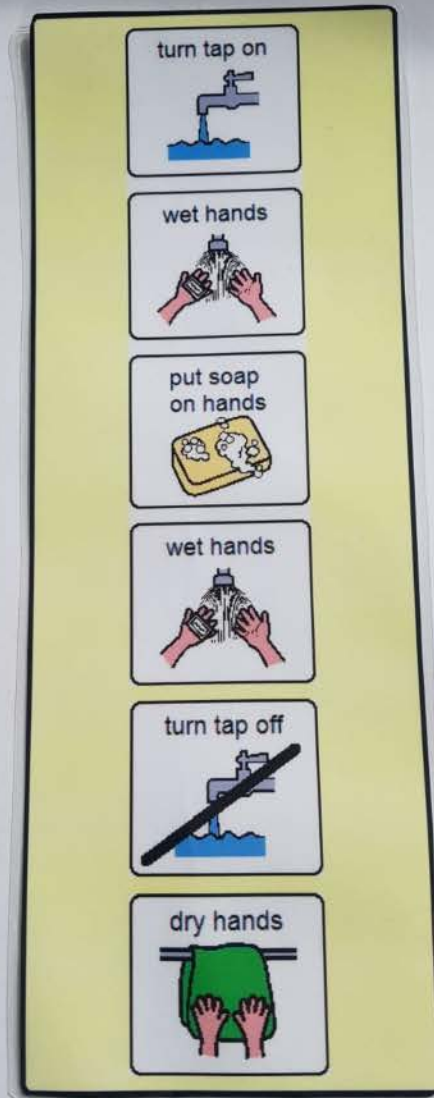 turn tap on
wet hands
put soap
on hands
wet hands
turn tap off
dry hands